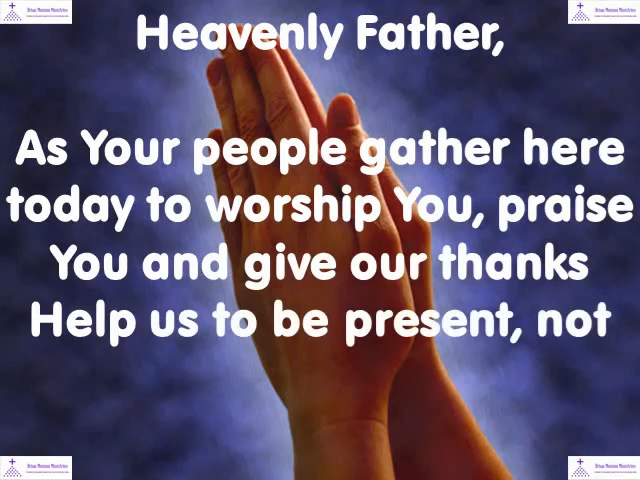 Heavenly Father,
As Your people gather here
today to worship You, praise
You and give our thanks
Help us to be present, not